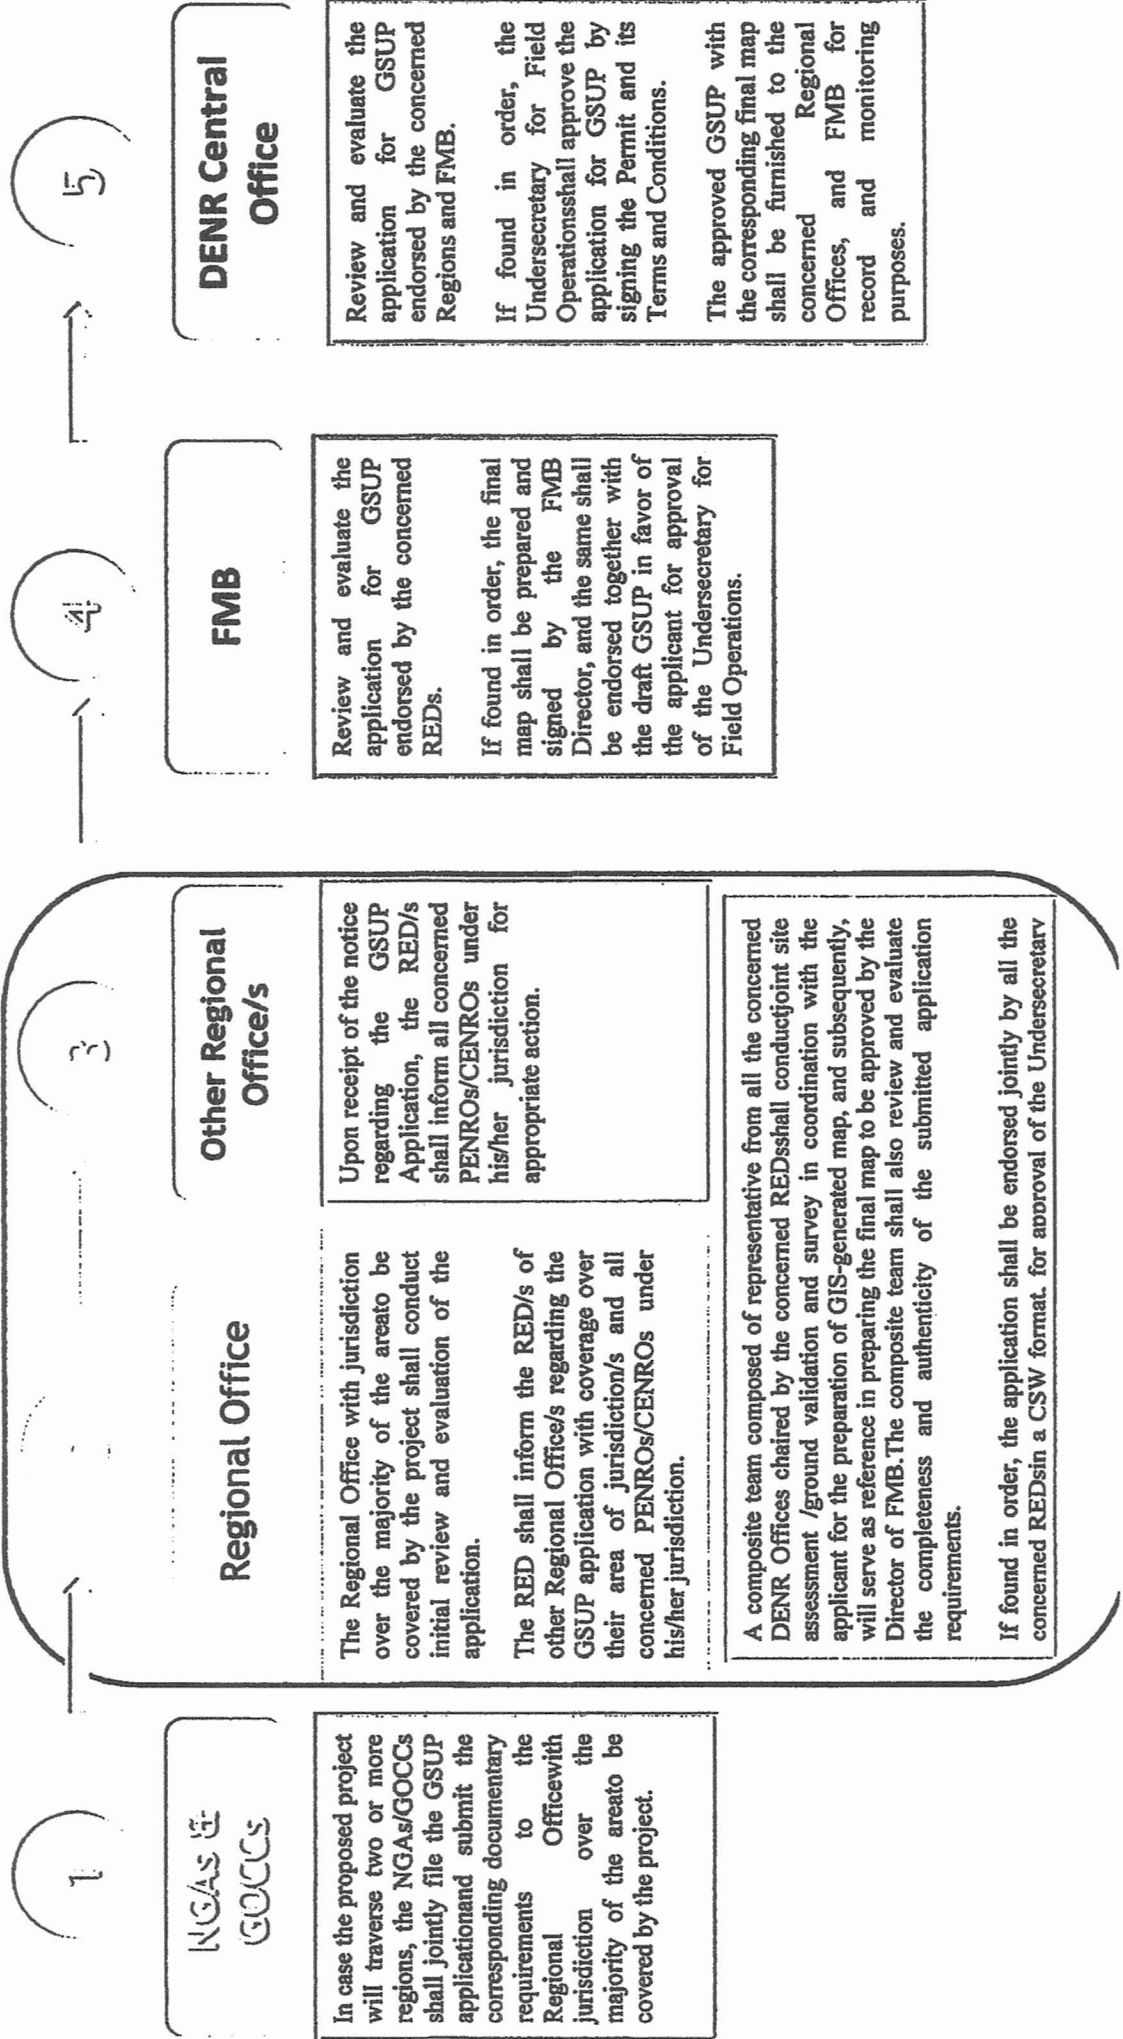 1
NGAs &
GOCCs
In case the proposed project
will traverse two or more
regions, the NGAs/GOCCs
shall jointly file the GSUP
applicationand submit the
corresponding documentary
requirements to the
Regional Officewith
jurisdiction over the
majority of the areato be
covered by the project.
Regional Office
The Regional Office with jurisdiction
over the majority of the areato be
covered by the project shall conduct
initial review and evaluation of the
application.
The RED shall inform the RED/s of
other Regional Office/s regarding the
GSUP application with coverage over
their area of jurisdiction/s and all
concerned PENROs/CENROs under
his/her jurisdiction.
3
Other Regional
Office/s
Upon receipt of the notice
regarding the GSUP
Application, the RED/s
shall inform all concerned
PENROs/CENROs under
his/her jurisdiction for
appropriate action.
A composite team composed of representative from all the concerned
DENR Offices chaired by the concerned REDsshall conductjoint site
assessment /ground validation and survey in coordination with the
applicant for the preparation of GIS-generated map, and subsequently,
will serve as reference in preparing the final map to be approved by the
Director of FMB.The composite team shall also review and evaluate
the completeness and authenticity of the submitted application
requirements.
If found in order, the application shall be endorsed jointly by all the
concerned REDsin a CSW format. for approval of the Undersecretary
4
FMB
Review and evaluate the
application for GSUP
endorsed by the concerned
REDs.
If found in order, the final
map shall be prepared and
signed by the FMB
Director, and the same shall
be endorsed together with
the draft GSUP in favor of
the applicant for approval
of the Undersecretary for
Field Operations.
5
DENR Central
Office
Review and evaluate the
application for GSUP
endorsed by the concerned
Regions and FMB.
If found in order, the
Undersecretary for Field
Operationsshall approve the
application for GSUP by
signing the Permit and its
Terms and Conditions.
The approved GSUP with
the corresponding final map
shall be furnished to the
concerned Regional
Offices, and FMB for
record and monitoring
purposes.